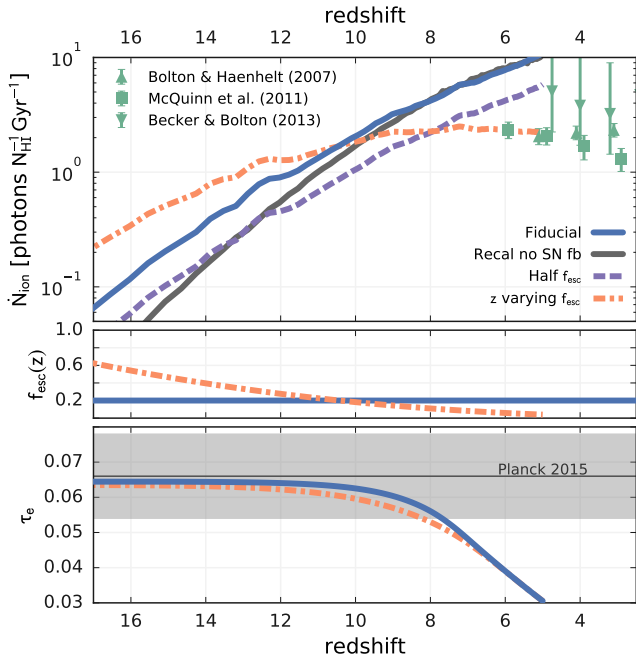 redshift
16 14 12 10 8 6 4
10¹
10⁰
10⁻¹
Ṅ_ion [photons N_HI⁻¹ Gyr⁻¹]
Bolton & Haenhelt (2007)
McQuinn et al. (2011)
Becker & Bolton (2013)
Fiducial
Recal no SN fb
Half f_esc
z varying f_esc
1.0
0.6
0.2
f_esc(z)
0.07
0.06
0.05
0.04
0.03
τ_e
Planck 2015
16 14 12 10 8 6 4
redshift